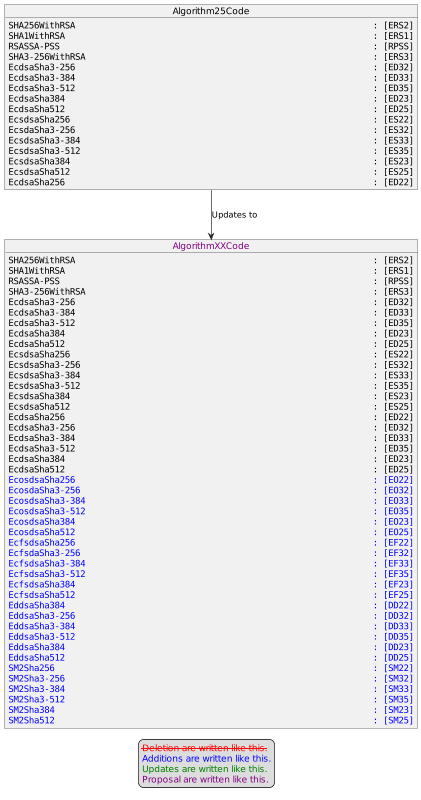 Algorithm25Code
SHA256WithRSA : [ERS2]
SHA1WithRSA : [ERS1]
RSASSA-PSS : [RPSS]
SHA3-256WithRSA : [ERS3]
EcdsaSha3-256 : [ED32]
EcdsaSha3-384 : [ED33]
EcdsaSha3-512 : [ED35]
EcdsaSha384 : [ED23]
EcdsaSha512 : [ED25]
EcsdsaSha256 : [ES22]
EcsdaSha3-256 : [ES32]
EcsdsaSha3-384 : [ES33]
EcsdsaSha3-512 : [ES35]
EcsdsaSha384 : [ES23]
EcsdsaSha512 : [ES25]
EcdsaSha256 : [ED22]
Updates to
AlgorithmXXCode
SHA256WithRSA : [ERS2]
SHA1WithRSA : [ERS1]
RSASSA-PSS : [RPSS]
SHA3-256WithRSA : [ERS3]
EcdsaSha3-256 : [ED32]
EcdsaSha3-384 : [ED33]
EcdsaSha3-512 : [ED35]
EcdsaSha384 : [ED23]
EcdsaSha512 : [ED25]
EcsdsaSha256 : [ES22]
EcsdsaSha3-256 : [ES32]
EcsdsaSha3-384 : [ES33]
EcsdsaSha3-512 : [ES35]
EcsdsaSha384 : [ES23]
EcsdsaSha512 : [ES25]
EcdsaSha256 : [ED22]
EcdsaSha3-256 : [ED32]
EcdsaSha3-384 : [ED33]
EcdsaSha3-512 : [ED35]
EcdsaSha384 : [ED23]
EcdsaSha512 : [ED25]
EcosdsaSha256 : [EO22]
EcosdaSha3-256 : [EO32]
EcosdsaSha3-384 : [EO33]
EcosdsaSha3-512 : [EO35]
EcosdsaSha384 : [EO23]
EcosdsaSha512 : [EO25]
EcfsdsaSha256 : [EF22]
EcfsdaSha3-256 : [EF32]
EcfsdsaSha3-384 : [EF33]
EcfsdsaSha3-512 : [EF35]
EcfsdsaSha384 : [EF23]
EcfsdsaSha512 : [EF25]
EddsaSha384 : [DD22]
EddsaSha3-256 : [DD32]
EddsaSha3-384 : [DD33]
EddsaSha3-512 : [DD35]
EddsaSha384 : [DD23]
EddsaSha512 : [DD25]
SM2Sha256 : [SM22]
SM2Sha3-256 : [SM32]
SM2Sha3-384 : [SM33]
SM2Sha3-512 : [SM35]
SM2Sha384 : [SM23]
SM2Sha512 : [SM25]
Deletion are written like this.
Additions are written like this.
Updates are written like this.
Proposal are written like this.